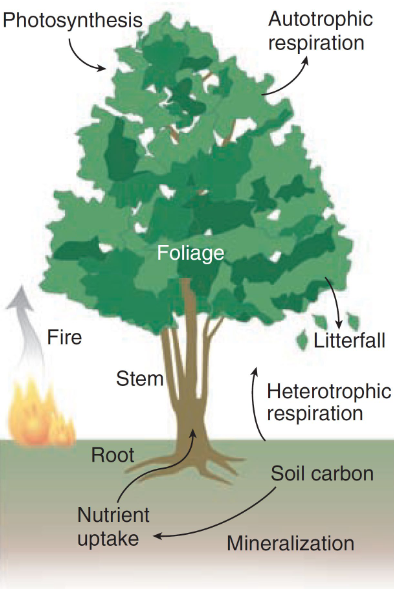 Photosynthesis
Autotrophic
respiration
Foliage
Fire
Litterfall
Stem
Heterotrophic
respiration
Root
Soil carbon
Nutrient
uptake
Mineralization